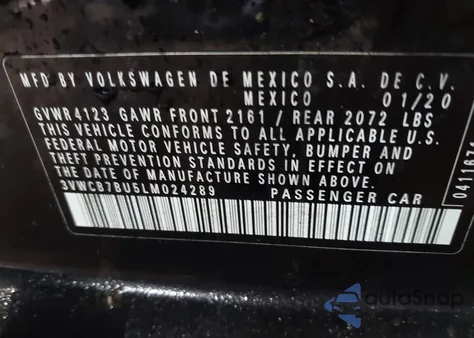 MFD BY VOLKSWAGEN DE MEXICO S.A. DE C.V.
MEXICO 01/20
GVWR 4123 GAWR FRONT 2161 / REAR 2072 LBS
THIS VEHICLE CONFORMS TO ALL APPLICABLE U.S.
FEDERAL MOTOR VEHICLE SAFETY, BUMPER AND
THEFT PREVENTION STANDARDS IN EFFECT ON
THE DATE OF MANUFACTURE SHOWN ABOVE
3VWCB7BU5LM024289 PASSENGER CAR
autoSnap